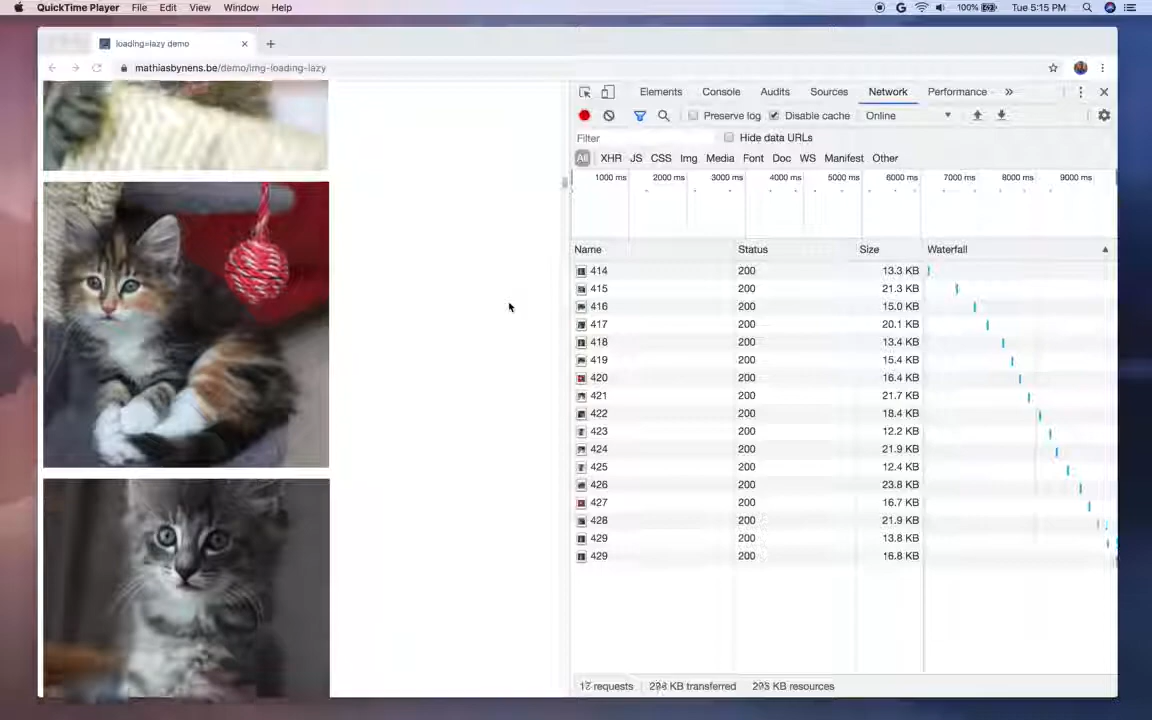 QuickTime Player File Edit View Window Help 100% Tue 5:15 PM
loading=lazy demo
mathiasbynens.be/demo/img-loading-lazy
Elements Console Audits Sources Network Performance »
Preserve log Disable cache Online
Filter Hide data URLs
All XHR JS CSS Img Media Font Doc WS Manifest Other
1000 ms 2000 ms 3000 ms 4000 ms 5000 ms 6000 ms 7000 ms 8000 ms 9000 ms
Name Status Size Waterfall
414 200 13.3 KB
415 200 21.3 KB
416 200 15.0 KB
417 200 20.1 KB
418 200 13.4 KB
419 200 15.4 KB
420 200 16.4 KB
421 200 21.7 KB
422 200 18.4 KB
423 200 12.2 KB
424 200 21.9 KB
425 200 12.4 KB
426 200 23.8 KB
427 200 16.7 KB
428 200 21.9 KB
429 200 13.8 KB
429 200 16.8 KB
requests KB transferred KB resources